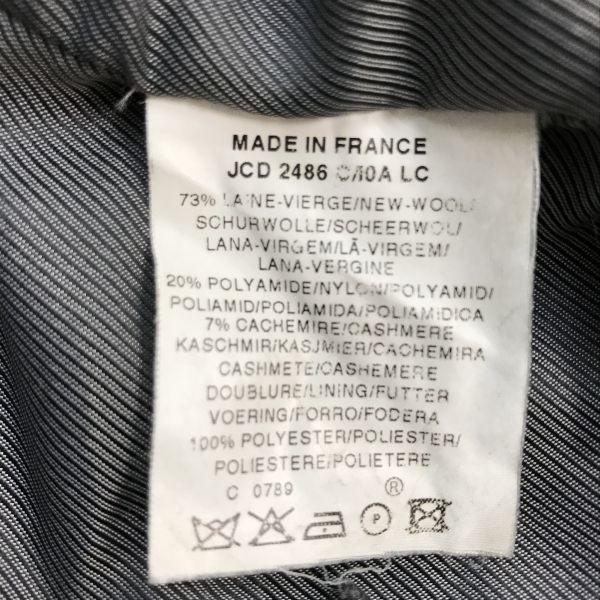 MADE IN FRANCE
JCD 2486 C/10A LC
73% LAINE-VIERGE/NEW-WOOL/
SCHURWOLLE/SCHEERWOL/
LANA-VIRGEM/LÃ-VIRGEM/
LANA-VERGINE
20% POLYAMIDE/NYLON/POLYAMID/
POLIAMID/POLIAMIDA/POLIAMIDICA
7% CACHEMIRE/CASHMERE
KASCHMIR/KASJMIER/CACHEMIRA
CASHMETE/CASHEMERE
DOUBLURE/LINING/FUTTER
VOERING/FORRO/FODERA
100% POLYESTER/POLIESTER/
POLIESTERE/POLIETERE
C 0789 ®
P